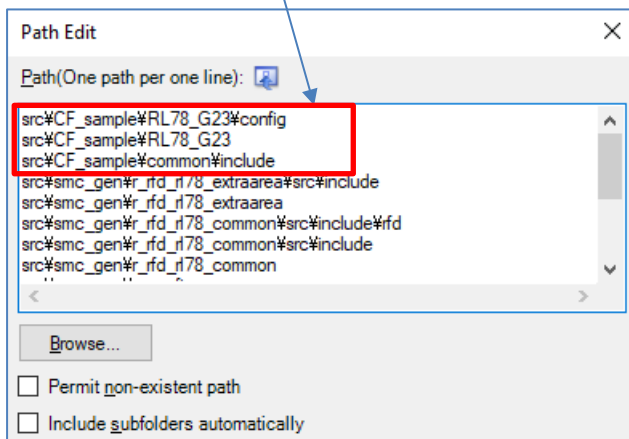 Path Edit
Path(One path per one line):
src¥CF_sample¥RL78_G23¥config
src¥CF_sample¥RL78_G23
src¥CF_sample¥common¥include
src¥smc_gen¥r_rfd_rl78_extraarea¥src¥include
src¥smc_gen¥r_rfd_rl78_extraarea
src¥smc_gen¥r_rfd_rl78_common¥src¥include¥rfd
src¥smc_gen¥r_rfd_rl78_common¥src¥include
src¥smc_gen¥r_rfd_rl78_common
Browse...
Permit non-existent path
Include subfolders automatically